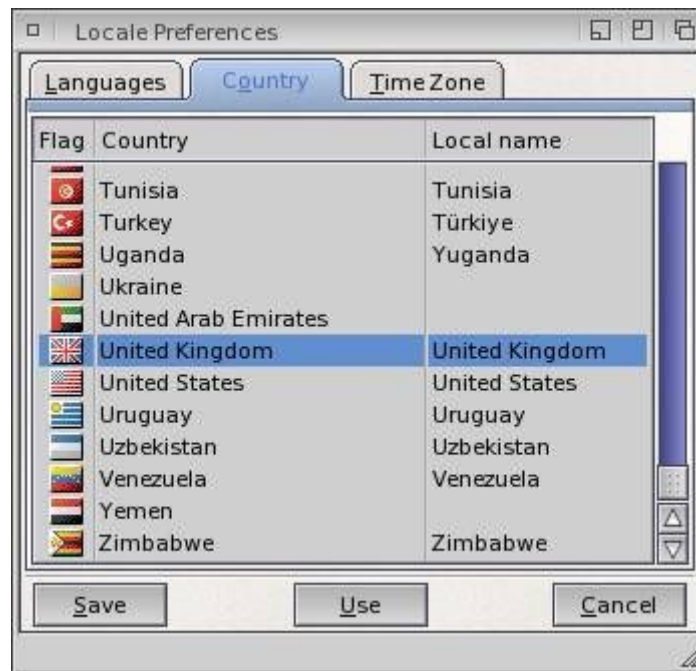 Locale Preferences
Languages Country Time Zone
Flag Country Local name
Tunisia Tunisia
Turkey Türkiye
Uganda Yuganda
Ukraine
United Arab Emirates
United Kingdom United Kingdom
United States United States
Uruguay Uruguay
Uzbekistan Uzbekistan
Venezuela Venezuela
Yemen
Zimbabwe Zimbabwe
Save Use Cancel